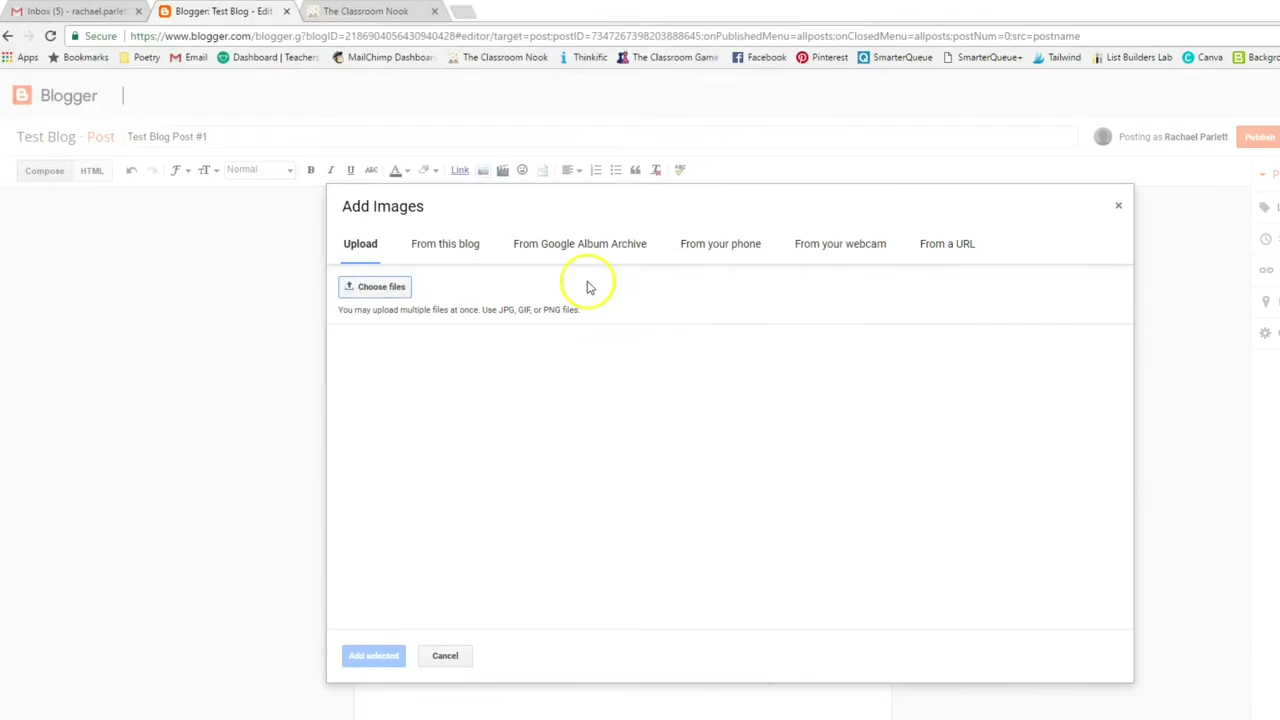 Inbox (5) - rachael.parlet
Blogger: Test Blog - Edit
The Classroom Nook
Secure
https://www.blogger.com/blogger.g?blogID=2186904056430940428#editor/target=post;postID=7347267398203888645;onPublishedMenu=allposts;onClosedMenu=allposts;postNum=0;src=postname
Apps Bookmarks Poetry Email Dashboard | Teachers MailChimp Dashboar The Classroom Nook Thinkific The Classroom Game Facebook Pinterest SmarterQueue SmarterQueue+ Tailwind List Builders Lab Canva Backgro
Blogger
Test Blog · Post Test Blog Post #1 Posting as Rachael Parlett Publish
Compose HTML Normal B I U ABC A Link
Add Images
Upload From this blog From Google Album Archive From your phone From your webcam From a URL
Choose files
You may upload multiple files at once. Use JPG, GIF, or PNG files.
Add selected Cancel